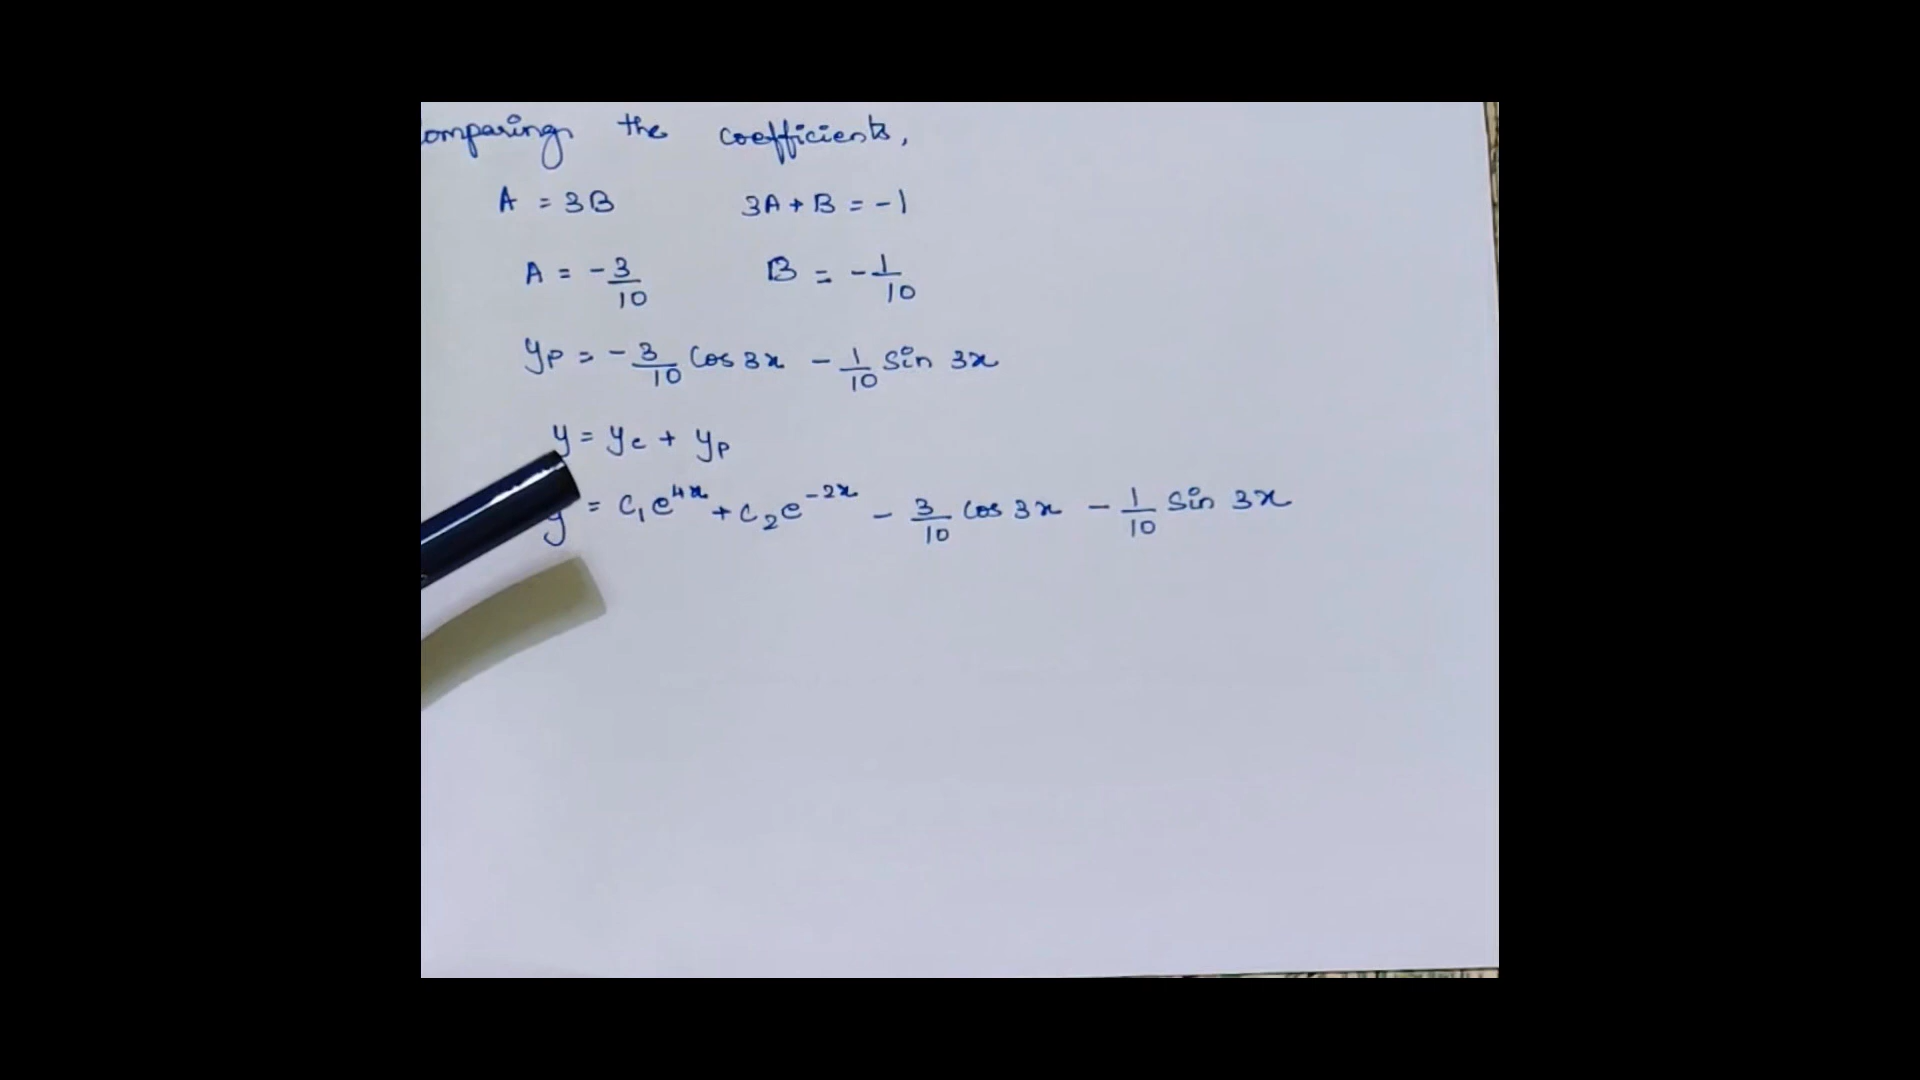 omparing the coefficients,
A = 3B 3A + B = -1
A = -3/10 B = -1/10
yp = -3/10 cos 3x - 1/10 sin 3x
y = yc + yp
y = c₁e^4x + c₂e^-2x - 3/10 cos 3x - 1/10 sin 3x